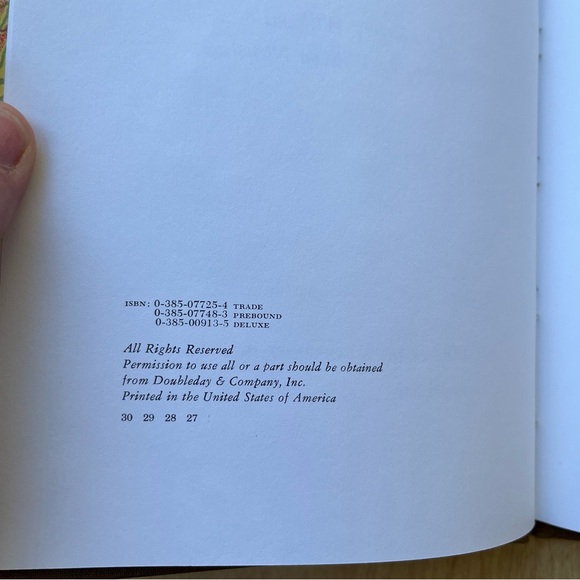 ISBN: 0-385-07725-4 TRADE
0-385-07748-3 PREBOUND
0-385-00913-5 DELUXE
All Rights Reserved
Permission to use all or a part should be obtained
from Doubleday & Company, Inc.
Printed in the United States of America
30 29 28 27